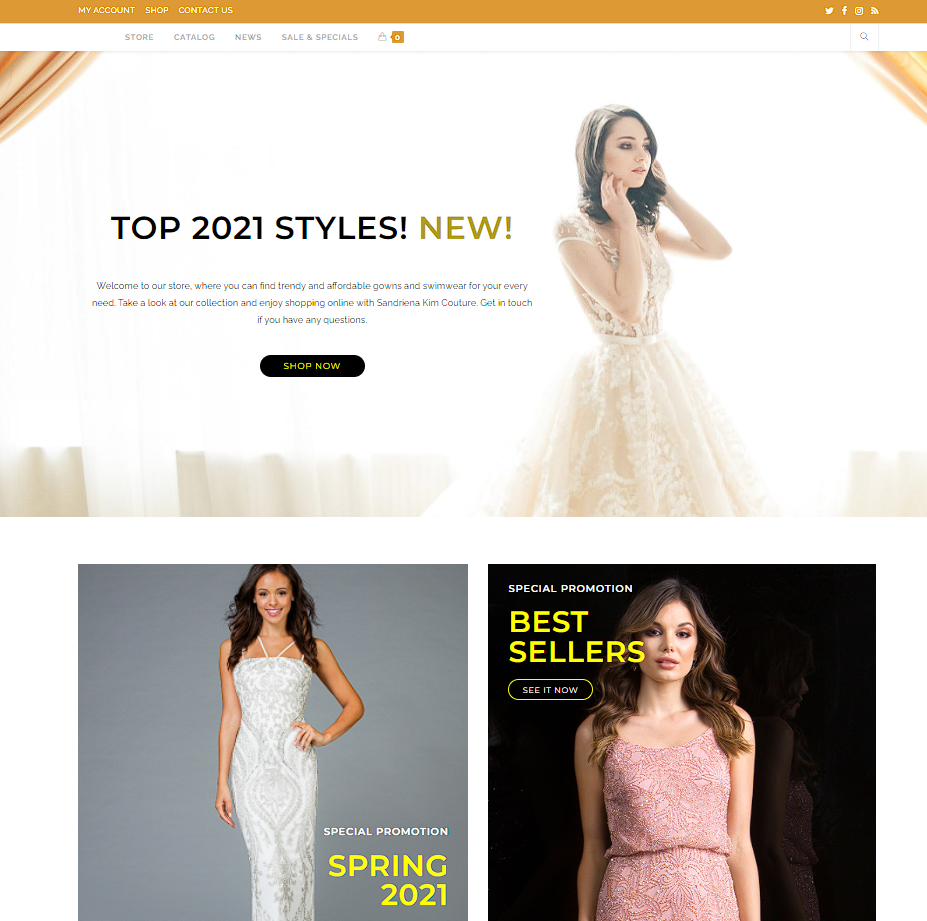 MY ACCOUNT SHOP CONTACT US
STORE CATALOG NEWS SALE & SPECIALS 0
TOP 2021 STYLES! NEW!
Welcome to our store, where you can find trendy and affordable gowns and swimwear for your every
need. Take a look at our collection and enjoy shopping online with Sandriena Kim Couture. Get in touch
if you have any questions.
SHOP NOW
SPECIAL PROMOTION
SPRING
2021
SPECIAL PROMOTION
BEST
SELLERS
SEE IT NOW